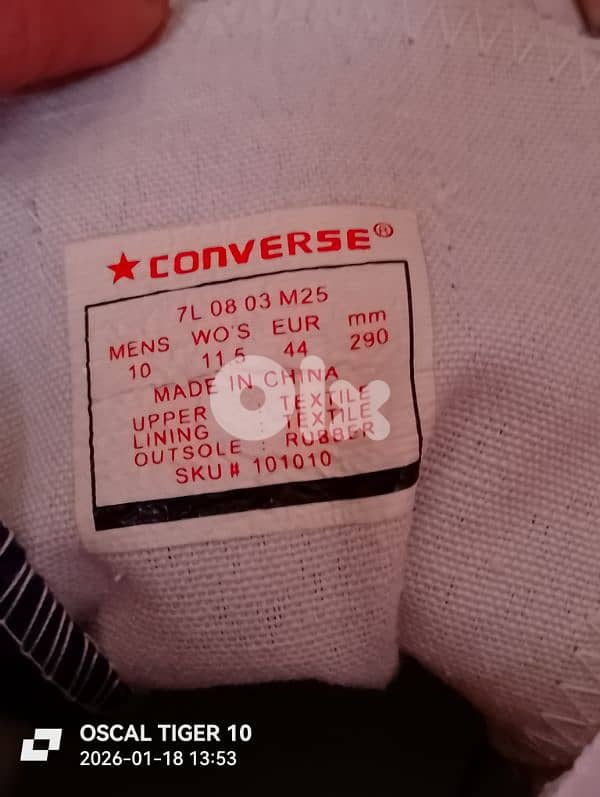 ★ CONVERSE®
7L 08 03 M25
MENS WO'S EUR mm
10 11.5 44 290
MADE IN CHINA
UPPER : TEXTILE
LINING : TEXTILE
OUTSOLE : RUBBER
SKU # 101010
olx
OSCAL TIGER 10
2026-01-18 13:53